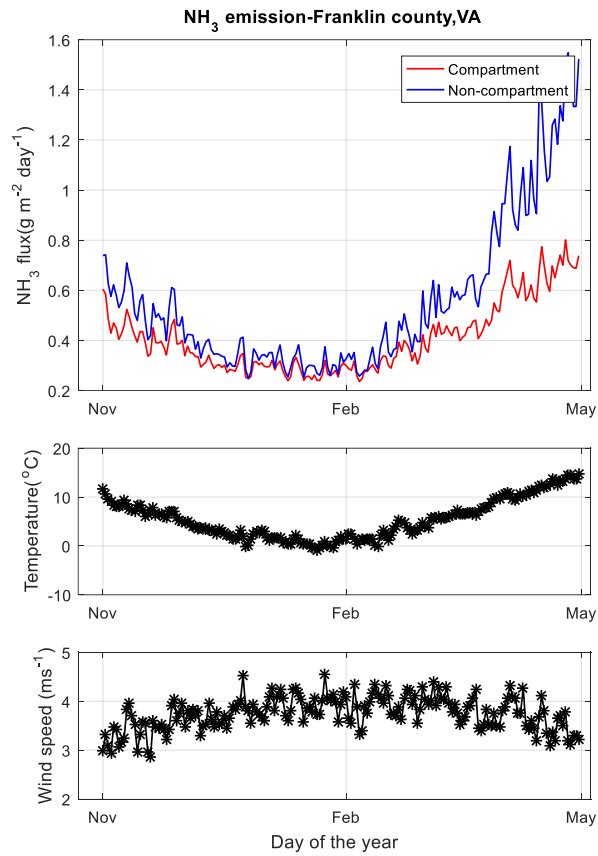 NH3 emission-Franklin county,VA
1.6
1.4
1.2
1
0.8
0.6
0.4
0.2
NH3 flux(g m-2 day-1)
Compartment
Non-compartment
Nov
Feb
May
20
10
0
-10
Temperature( oC)
Nov
Feb
May
5
4
3
2
Wind speed (ms-1)
Nov
Feb
May
Day of the year